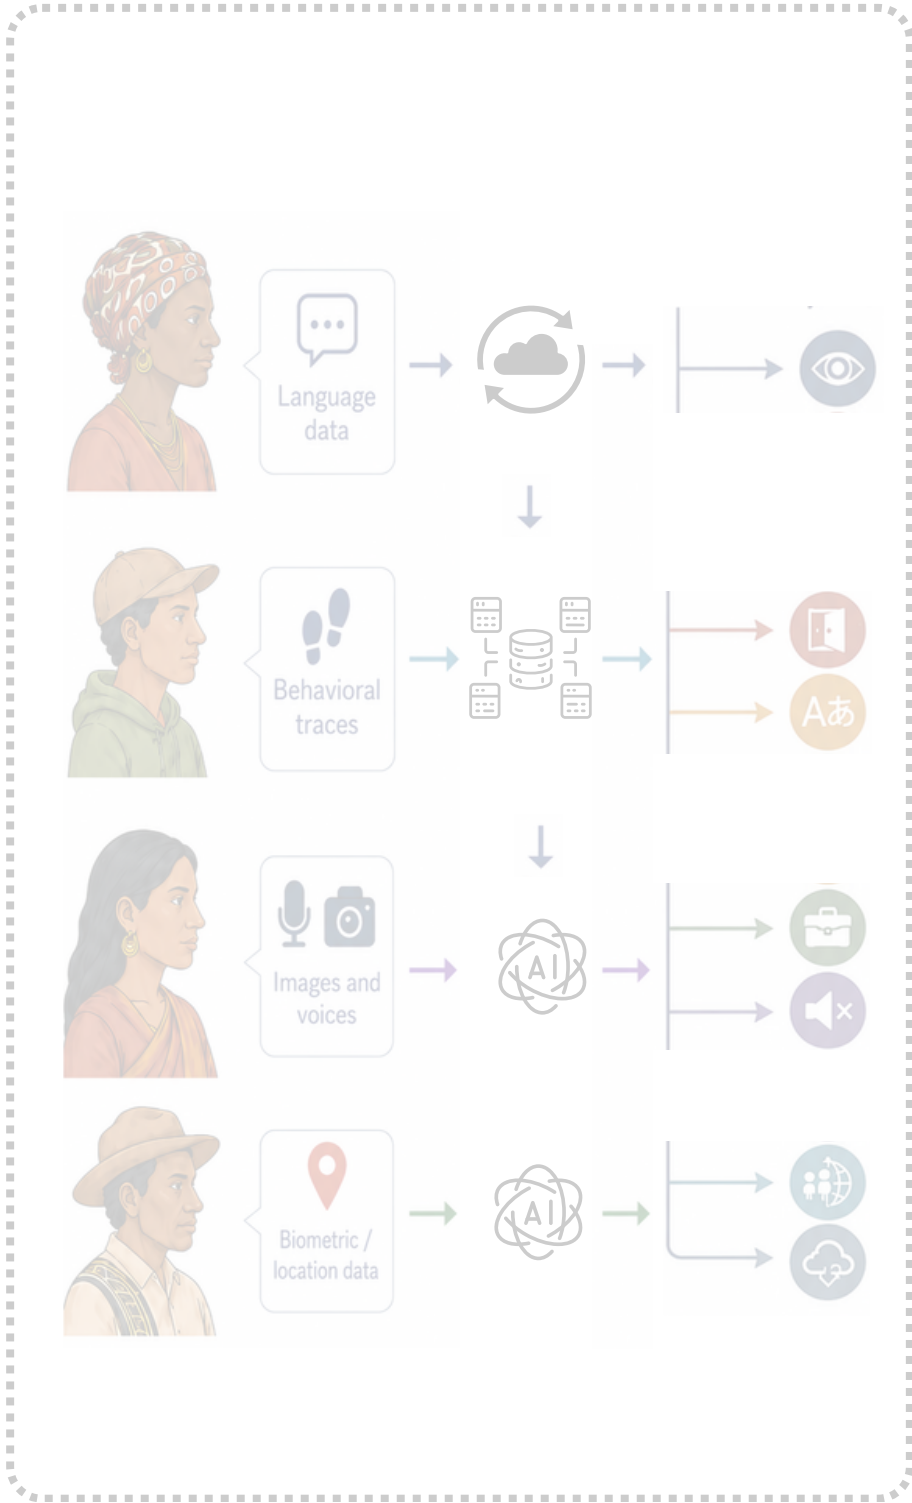 Language
data
Behavioral
traces
Aあ
Images and
voices
AI
Biometric /
location data
AI